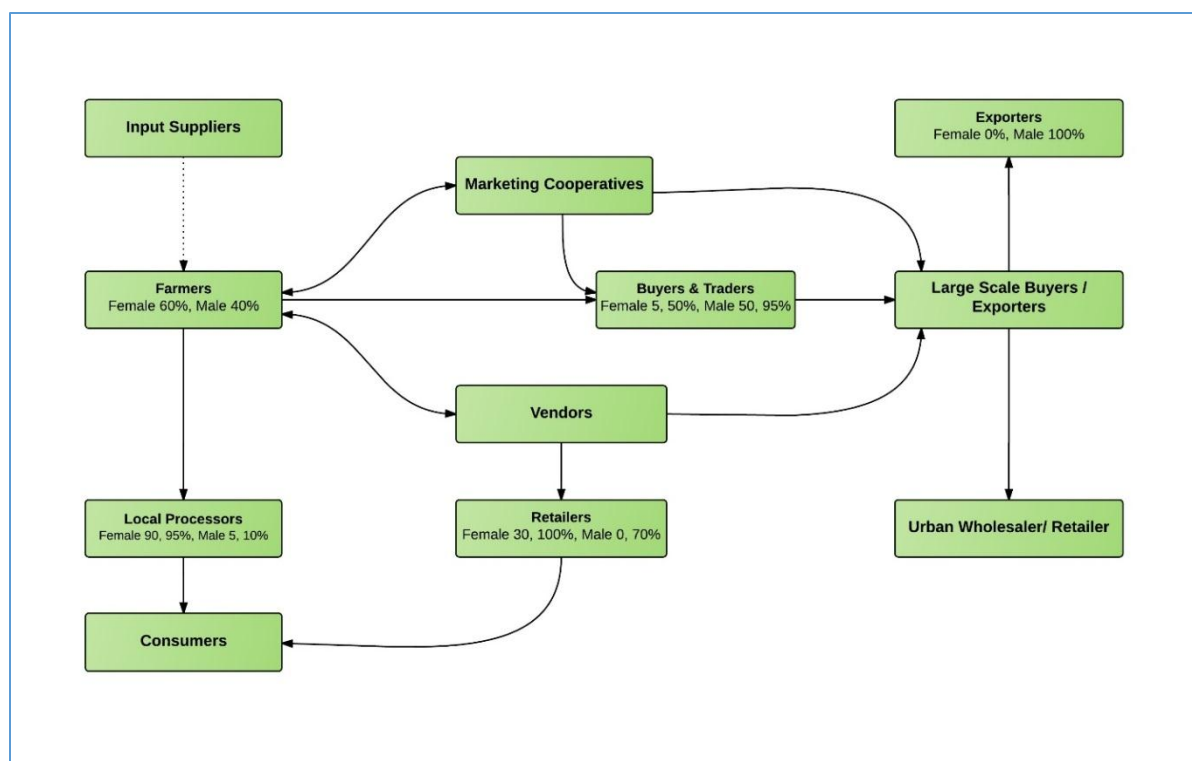 Input Suppliers
Exporters
Female 0%, Male 100%
Marketing Cooperatives
Farmers
Female 60%, Male 40%
Buyers & Traders
Female 5, 50%, Male 50, 95%
Large Scale Buyers /
Exporters
Vendors
Local Processors
Female 90, 95%, Male 5, 10%
Retailers
Female 30, 100%, Male 0, 70%
Urban Wholesaler/ Retailer
Consumers